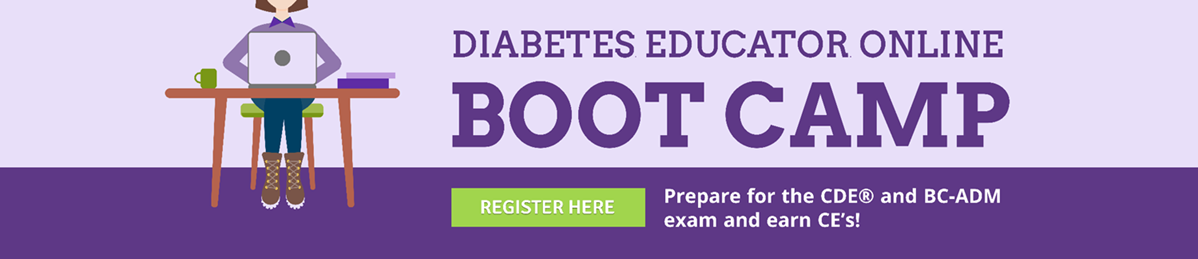 DIABETES EDUCATOR ONLINE
BOOT CAMP
REGISTER HERE
Prepare for the CDE® and BC-ADM
exam and earn CE's!